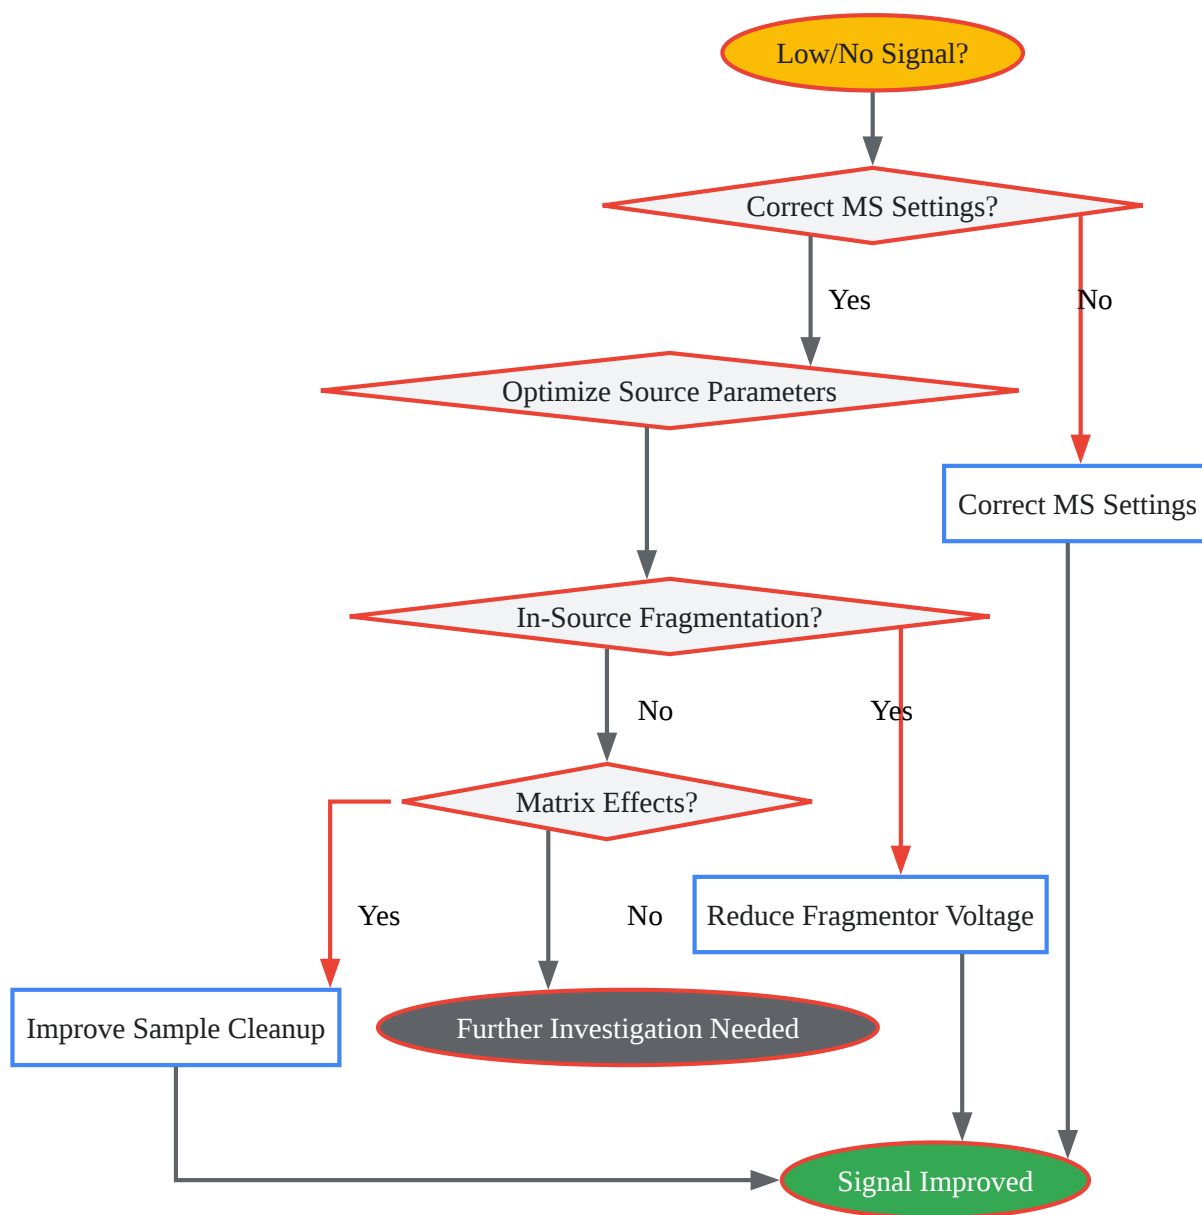 Low/No Signal?
Correct MS Settings?
Yes
No
Optimize Source Parameters
Correct MS Settings
In-Source Fragmentation?
No
Yes
Matrix Effects?
Yes
No
Reduce Fragmentor Voltage
Improve Sample Cleanup
Further Investigation Needed
Signal Improved